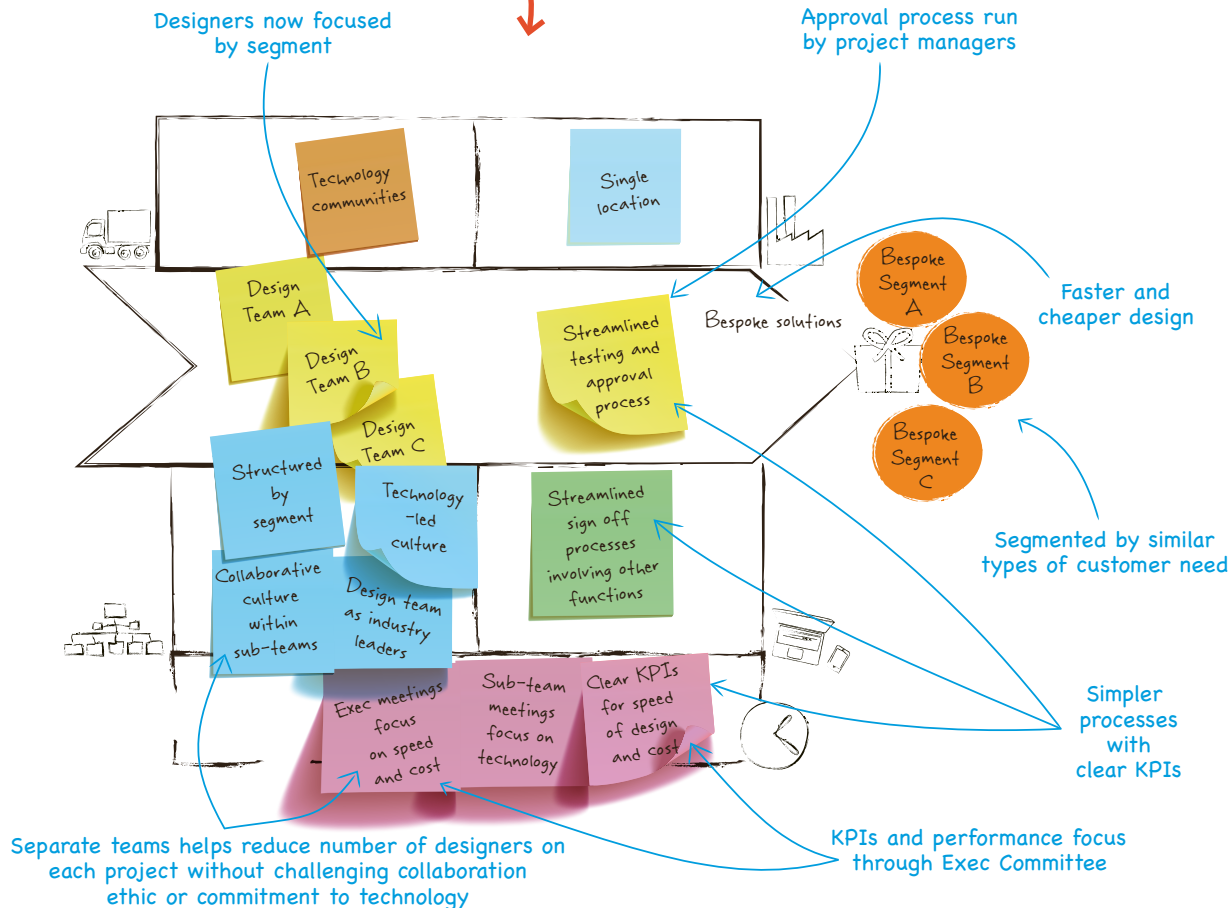 Designers now focused
by segment
Approval process run
by project managers
Technology
communities
Single
location
Design
Team A
Design
Team B
Design
Team C
Streamlined
testing and
approval
process
Bespoke solutions
Bespoke
Segment
A
Bespoke
Segment
B
Bespoke
Segment
C
Faster and
cheaper design
Segmented by similar
types of customer need
Structured
by
segment
Technology
-led
culture
Collaborative
culture
within
sub-teams
Design team
as industry
leaders
Streamlined
sign off
processes
involving other
functions
Exec meetings
focus
on speed
and cost
Sub-team
meetings
focus on
technology
Clear KPIs
for speed
of design
and cost
Simpler
processes
with
clear KPIs
Separate teams helps reduce number of designers on
each project without challenging collaboration
ethic or commitment to technology
KPIs and performance focus
through Exec Committee